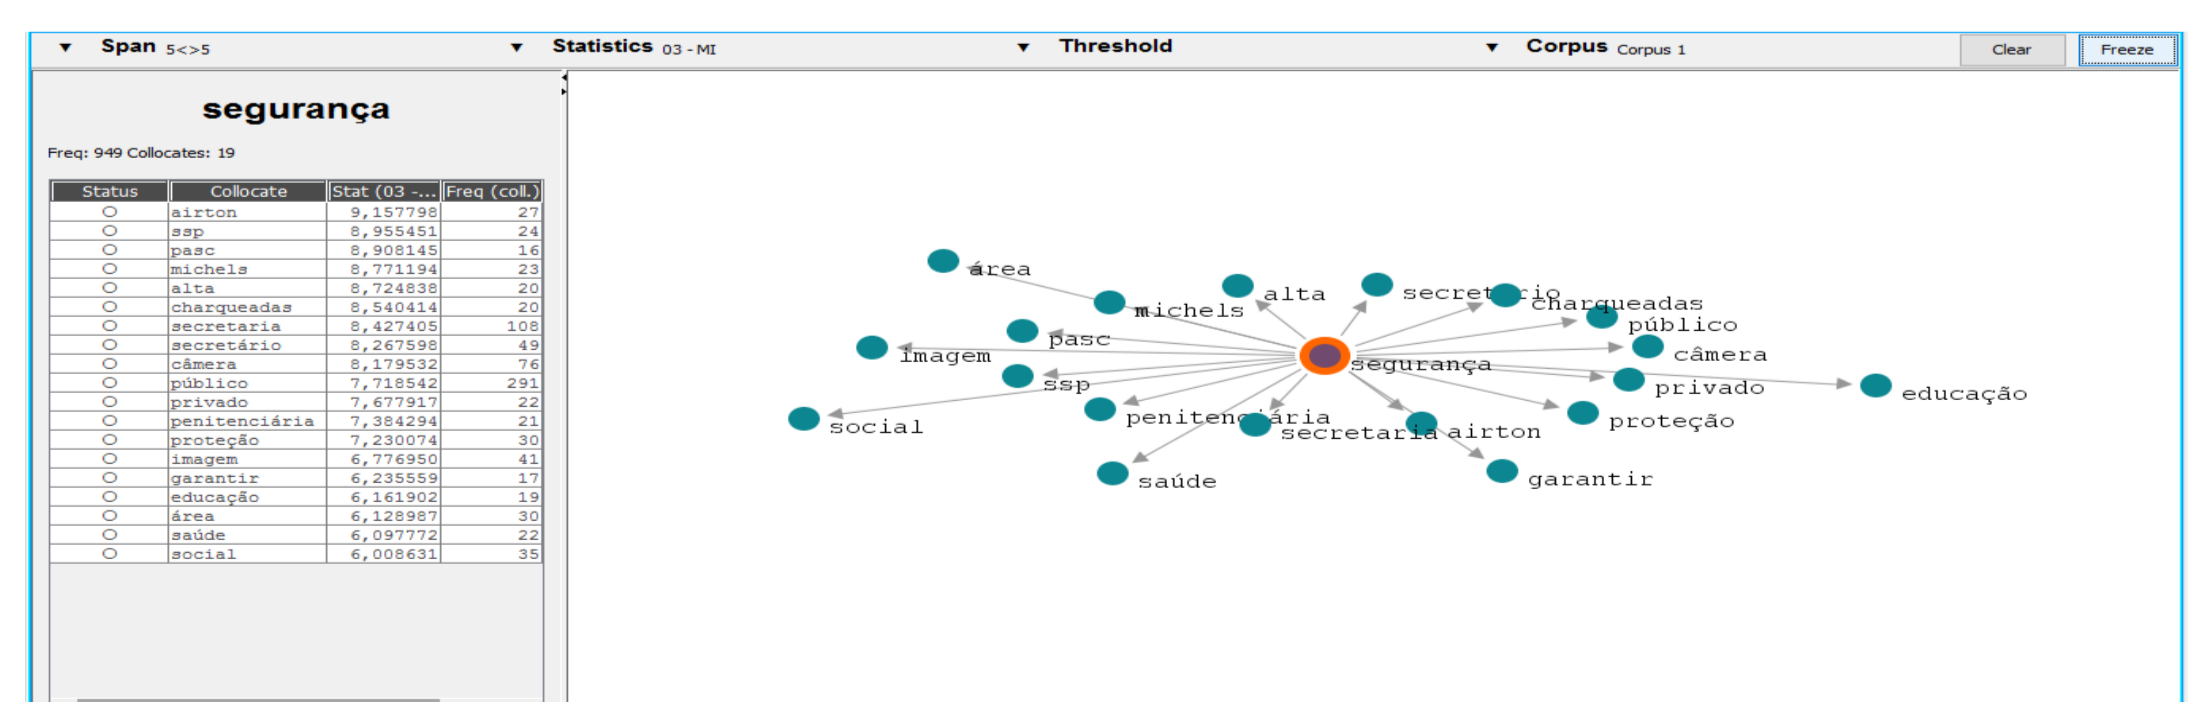 ▼ Span 5<>5 ▼ Statistics 03 - MI ▼ Threshold ▼ Corpus Corpus 1 Clear Freeze
segurança
Freq: 949 Collocates: 19
Status Collocate Stat (03 -... Freq (coll.)
airton 9,157798 27
ssp 8,955451 24
pasc 8,908145 16
michels 8,771194 23
alta 8,724838 20
charqueadas 8,540414 20
secretaria 8,427405 108
secretário 8,267598 49
câmera 8,179532 76
público 7,718542 291
privado 7,677917 22
penitenciária 7,384294 21
proteção 7,230074 30
imagem 6,776950 41
garantir 6,235559 17
educação 6,161902 19
área 6,128987 30
saúde 6,097772 22
social 6,008631 35
área
alta
secretário
michels
charqueadas
público
pasc
imagem
câmera
segurança
ssp
privado
educação
penitenciária
proteção
social
secretaria
airton
saúde
garantir